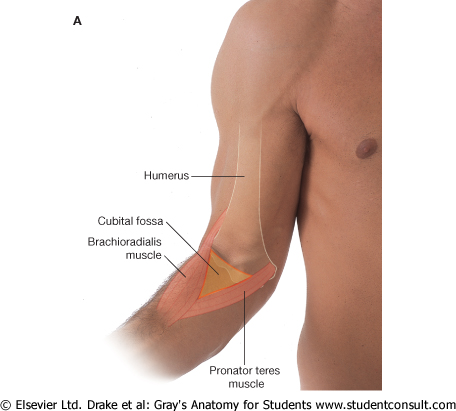 A
Humerus
Cubital fossa
Brachioradialis
muscle
Pronator teres
muscle
© Elsevier Ltd. Drake et al: Gray's Anatomy for Students www.studentconsult.com